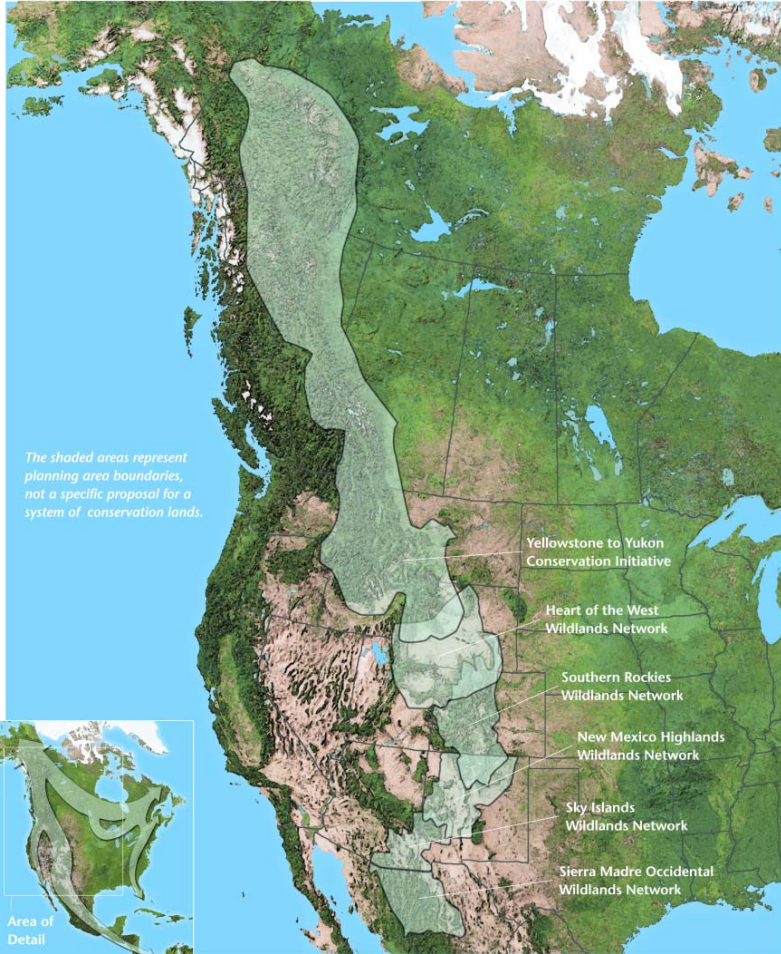 The shaded areas represent
planning area boundaries,
not a specific proposal for a
system of conservation lands.
Yellowstone to Yukon
Conservation Initiative
Heart of the West
Wildlands Network
Southern Rockies
Wildlands Network
New Mexico Highlands
Wildlands Network
Sky Islands
Wildlands Network
Sierra Madre Occidental
Wildlands Network
Area of
Detail